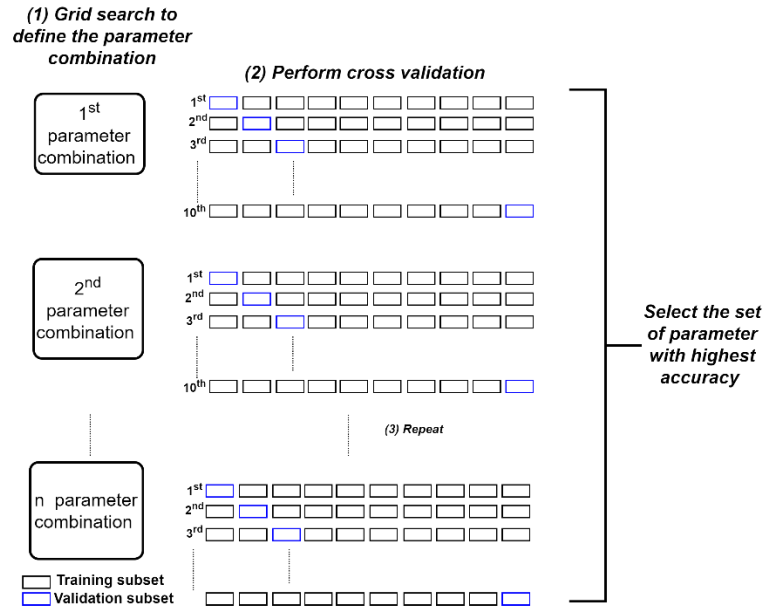 (1) Grid search to
define the parameter
combination
(2) Perform cross validation
1st
parameter
combination
1st
2nd
3rd
10th
2nd
parameter
combination
1st
2nd
3rd
10th
Select the set
of parameter
with highest
accuracy
(3) Repeat
n parameter
combination
1st
2nd
3rd
Training subset
Validation subset